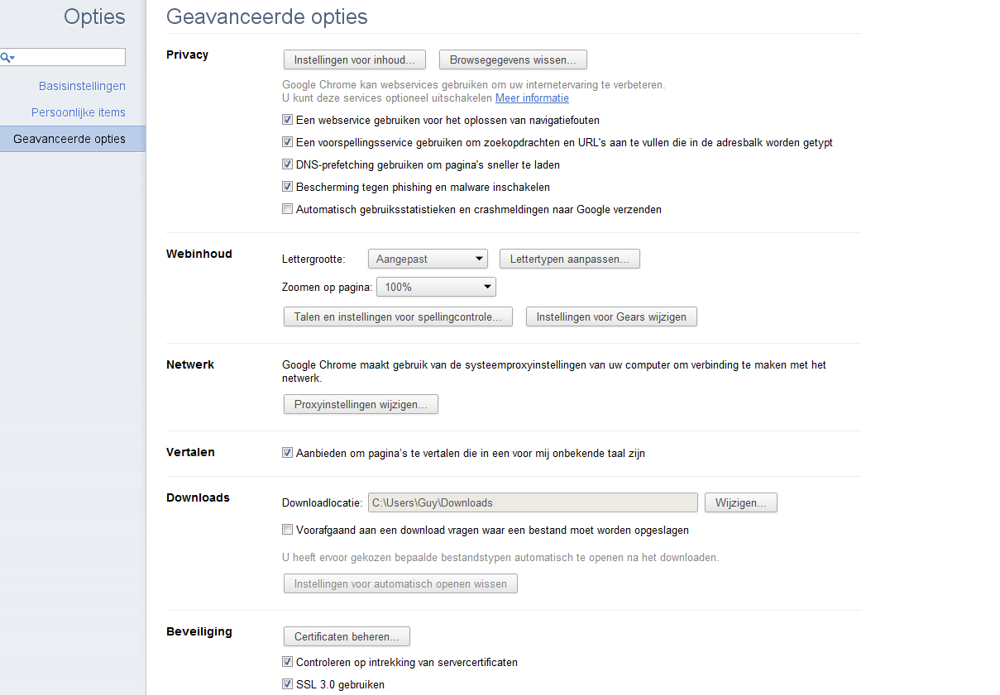 Opties
Basisinstellingen
Persoonlijke items
Geavanceerde opties
Geavanceerde opties
Privacy
Instellingen voor inhoud...
Browsegegevens wissen...
Google Chrome kan webservices gebruiken om uw internetervaring te verbeteren.
U kunt deze services optioneel uitschakelen Meer informatie
Een webservice gebruiken voor het oplossen van navigatiefouten
Een voorspellingsservice gebruiken om zoekopdrachten en URL's aan te vullen die in de adresbalk worden getypt
DNS-prefetching gebruiken om pagina's sneller te laden
Bescherming tegen phishing en malware inschakelen
Automatisch gebruiksstatistieken en crashmeldingen naar Google verzenden
Webinhoud
Lettergrootte: Aangepast Lettertypen aanpassen...
Zoomen op pagina: 100%
Talen en instellingen voor spellingcontrole... Instellingen voor Gears wijzigen
Netwerk
Google Chrome maakt gebruik van de systeemproxyinstellingen van uw computer om verbinding te maken met het
netwerk.
Proxyinstellingen wijzigen...
Vertalen
Aanbieden om pagina's te vertalen die in een voor mij onbekende taal zijn
Downloads
Downloadlocatie: C:\Users\Guy\Downloads Wijzigen...
Voorafgaand aan een download vragen waar een bestand moet worden opgeslagen
U heeft ervoor gekozen bepaalde bestandstypen automatisch te openen na het downloaden.
Instellingen voor automatisch openen wissen
Beveiliging
Certificaten beheren...
Controleren op intrekking van servercertificaten
SSL 3.0 gebruiken